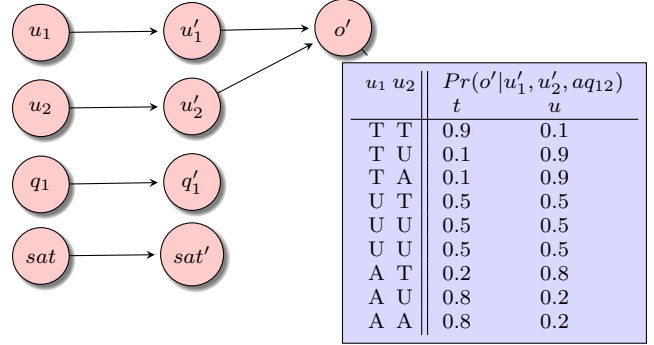 u₁ u′₁ o′
u₂ u′₂
q₁ q′₁
sat sat′
u₁ u₂ Pr(o′|u′₁, u′₂, aq₁₂)
t u
T T 0.9 0.1
T U 0.1 0.9
T A 0.1 0.9
U T 0.5 0.5
U U 0.5 0.5
U U 0.5 0.5
A T 0.2 0.8
A U 0.8 0.2
A A 0.8 0.2